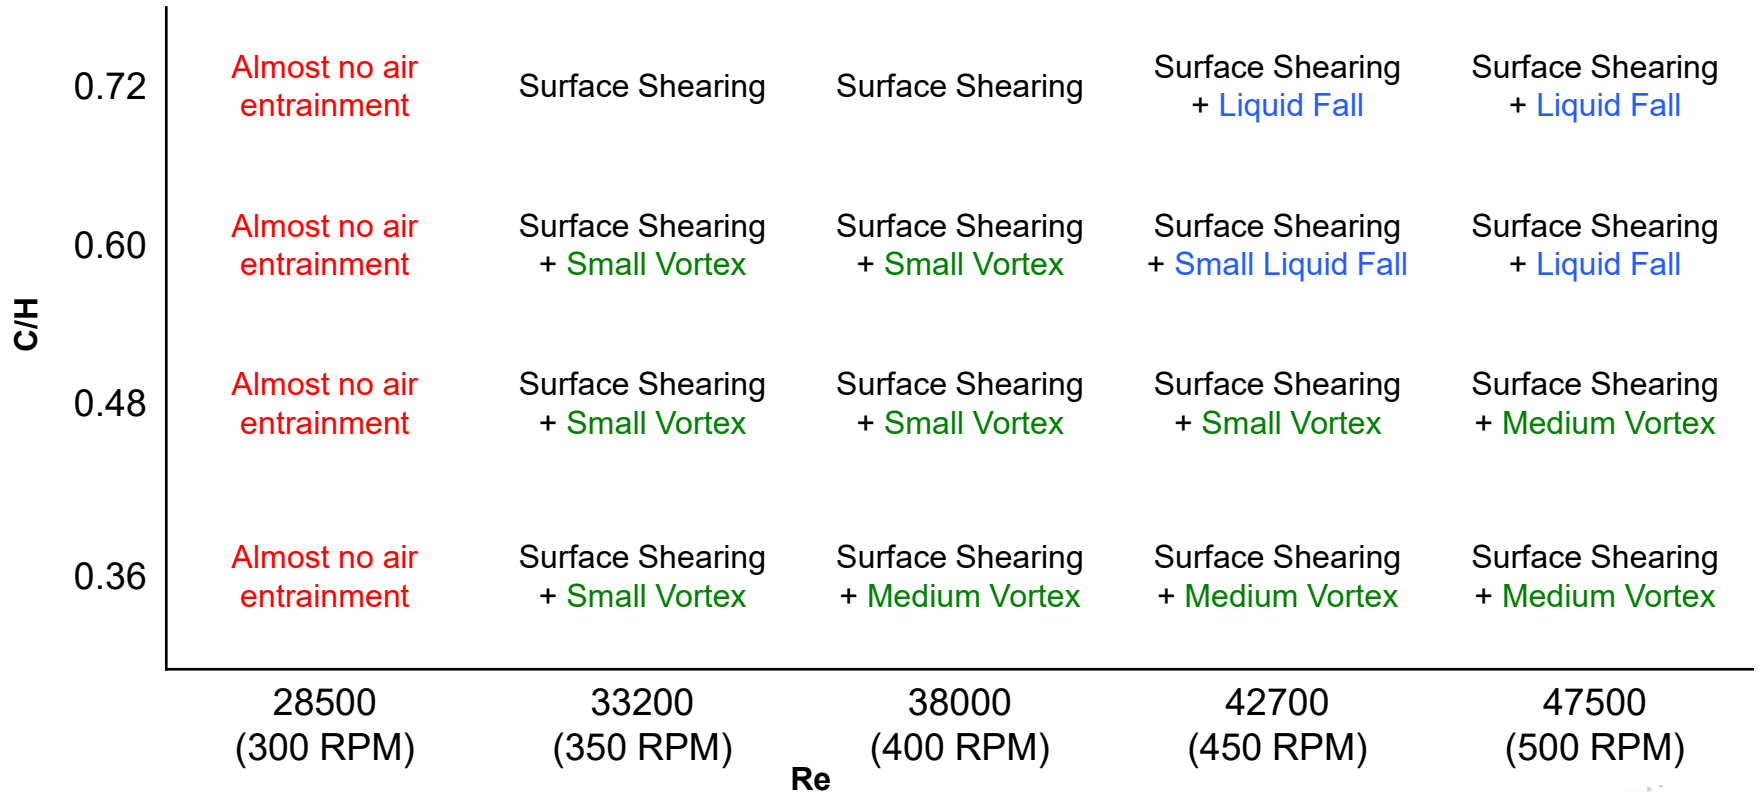 0.72
Almost no air
entrainment
Surface Shearing
Surface Shearing
Surface Shearing
+ Liquid Fall
Surface Shearing
+ Liquid Fall
0.60
Almost no air
entrainment
Surface Shearing
+ Small Vortex
Surface Shearing
+ Small Vortex
Surface Shearing
+ Small Liquid Fall
Surface Shearing
+ Liquid Fall
C/H
0.48
Almost no air
entrainment
Surface Shearing
+ Small Vortex
Surface Shearing
+ Small Vortex
Surface Shearing
+ Small Vortex
Surface Shearing
+ Medium Vortex
0.36
Almost no air
entrainment
Surface Shearing
+ Small Vortex
Surface Shearing
+ Medium Vortex
Surface Shearing
+ Medium Vortex
Surface Shearing
+ Medium Vortex
28500
(300 RPM)
33200
(350 RPM)
38000
(400 RPM)
42700
(450 RPM)
47500
(500 RPM)
Re